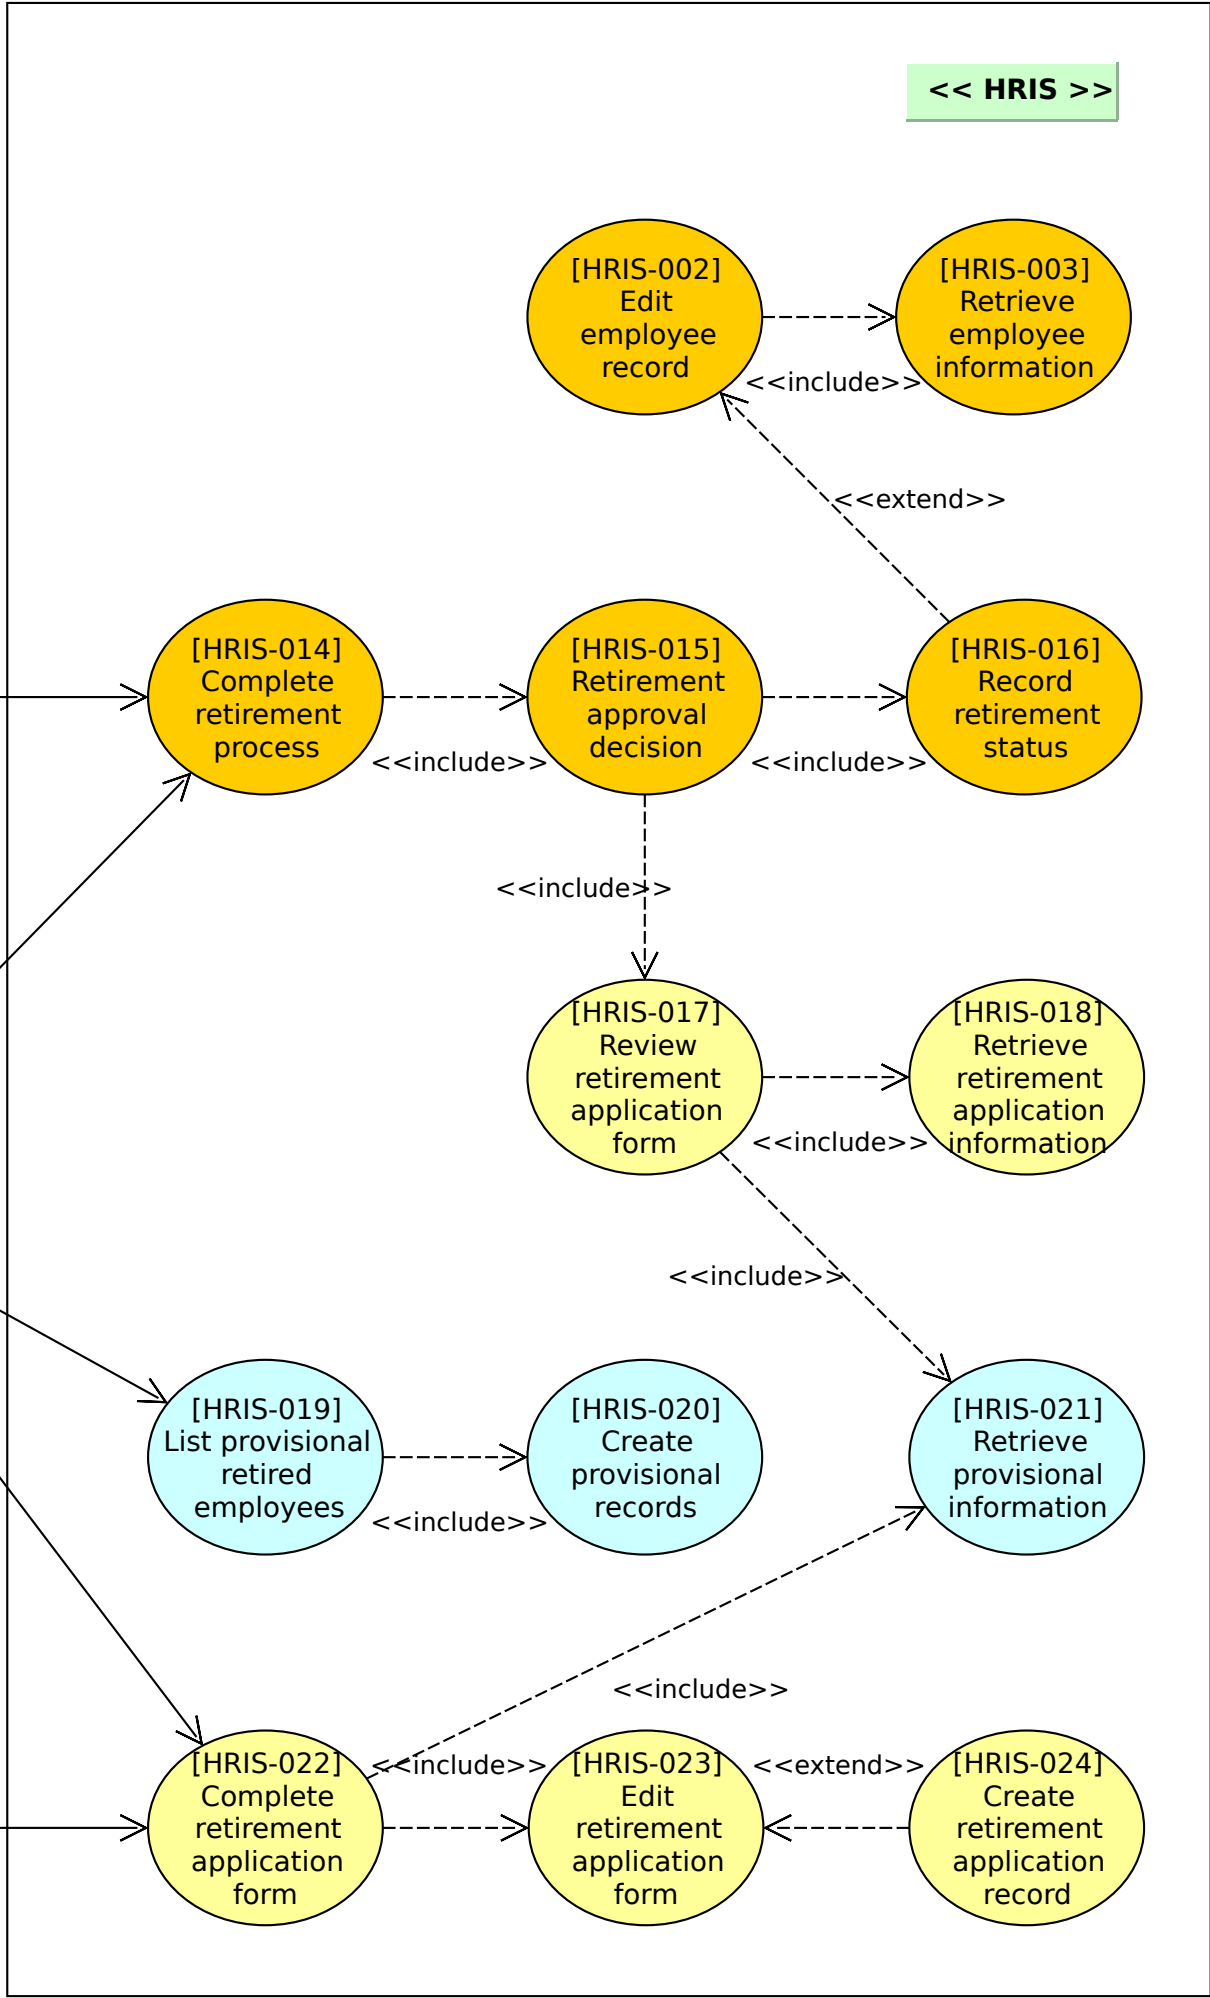 << HRIS >>
[HRIS-002]
Edit
employee
record
[HRIS-003]
Retrieve
employee
information
<<include>>
<<extend>>
[HRIS-014]
Complete
retirement
process
[HRIS-015]
Retirement
approval
decision
[HRIS-016]
Record
retirement
status
<<include>>
<<include>>
<<include>>
[HRIS-017]
Review
retirement
application
form
[HRIS-018]
Retrieve
retirement
application
information
<<include>>
<<include>>
[HRIS-019]
List provisional
retired
employees
[HRIS-020]
Create
provisional
records
[HRIS-021]
Retrieve
provisional
information
<<include>>
<<include>>
[HRIS-022]
Complete
retirement
application
form
<<include>>
[HRIS-023]
Edit
retirement
application
form
<<extend>>
[HRIS-024]
Create
retirement
application
record